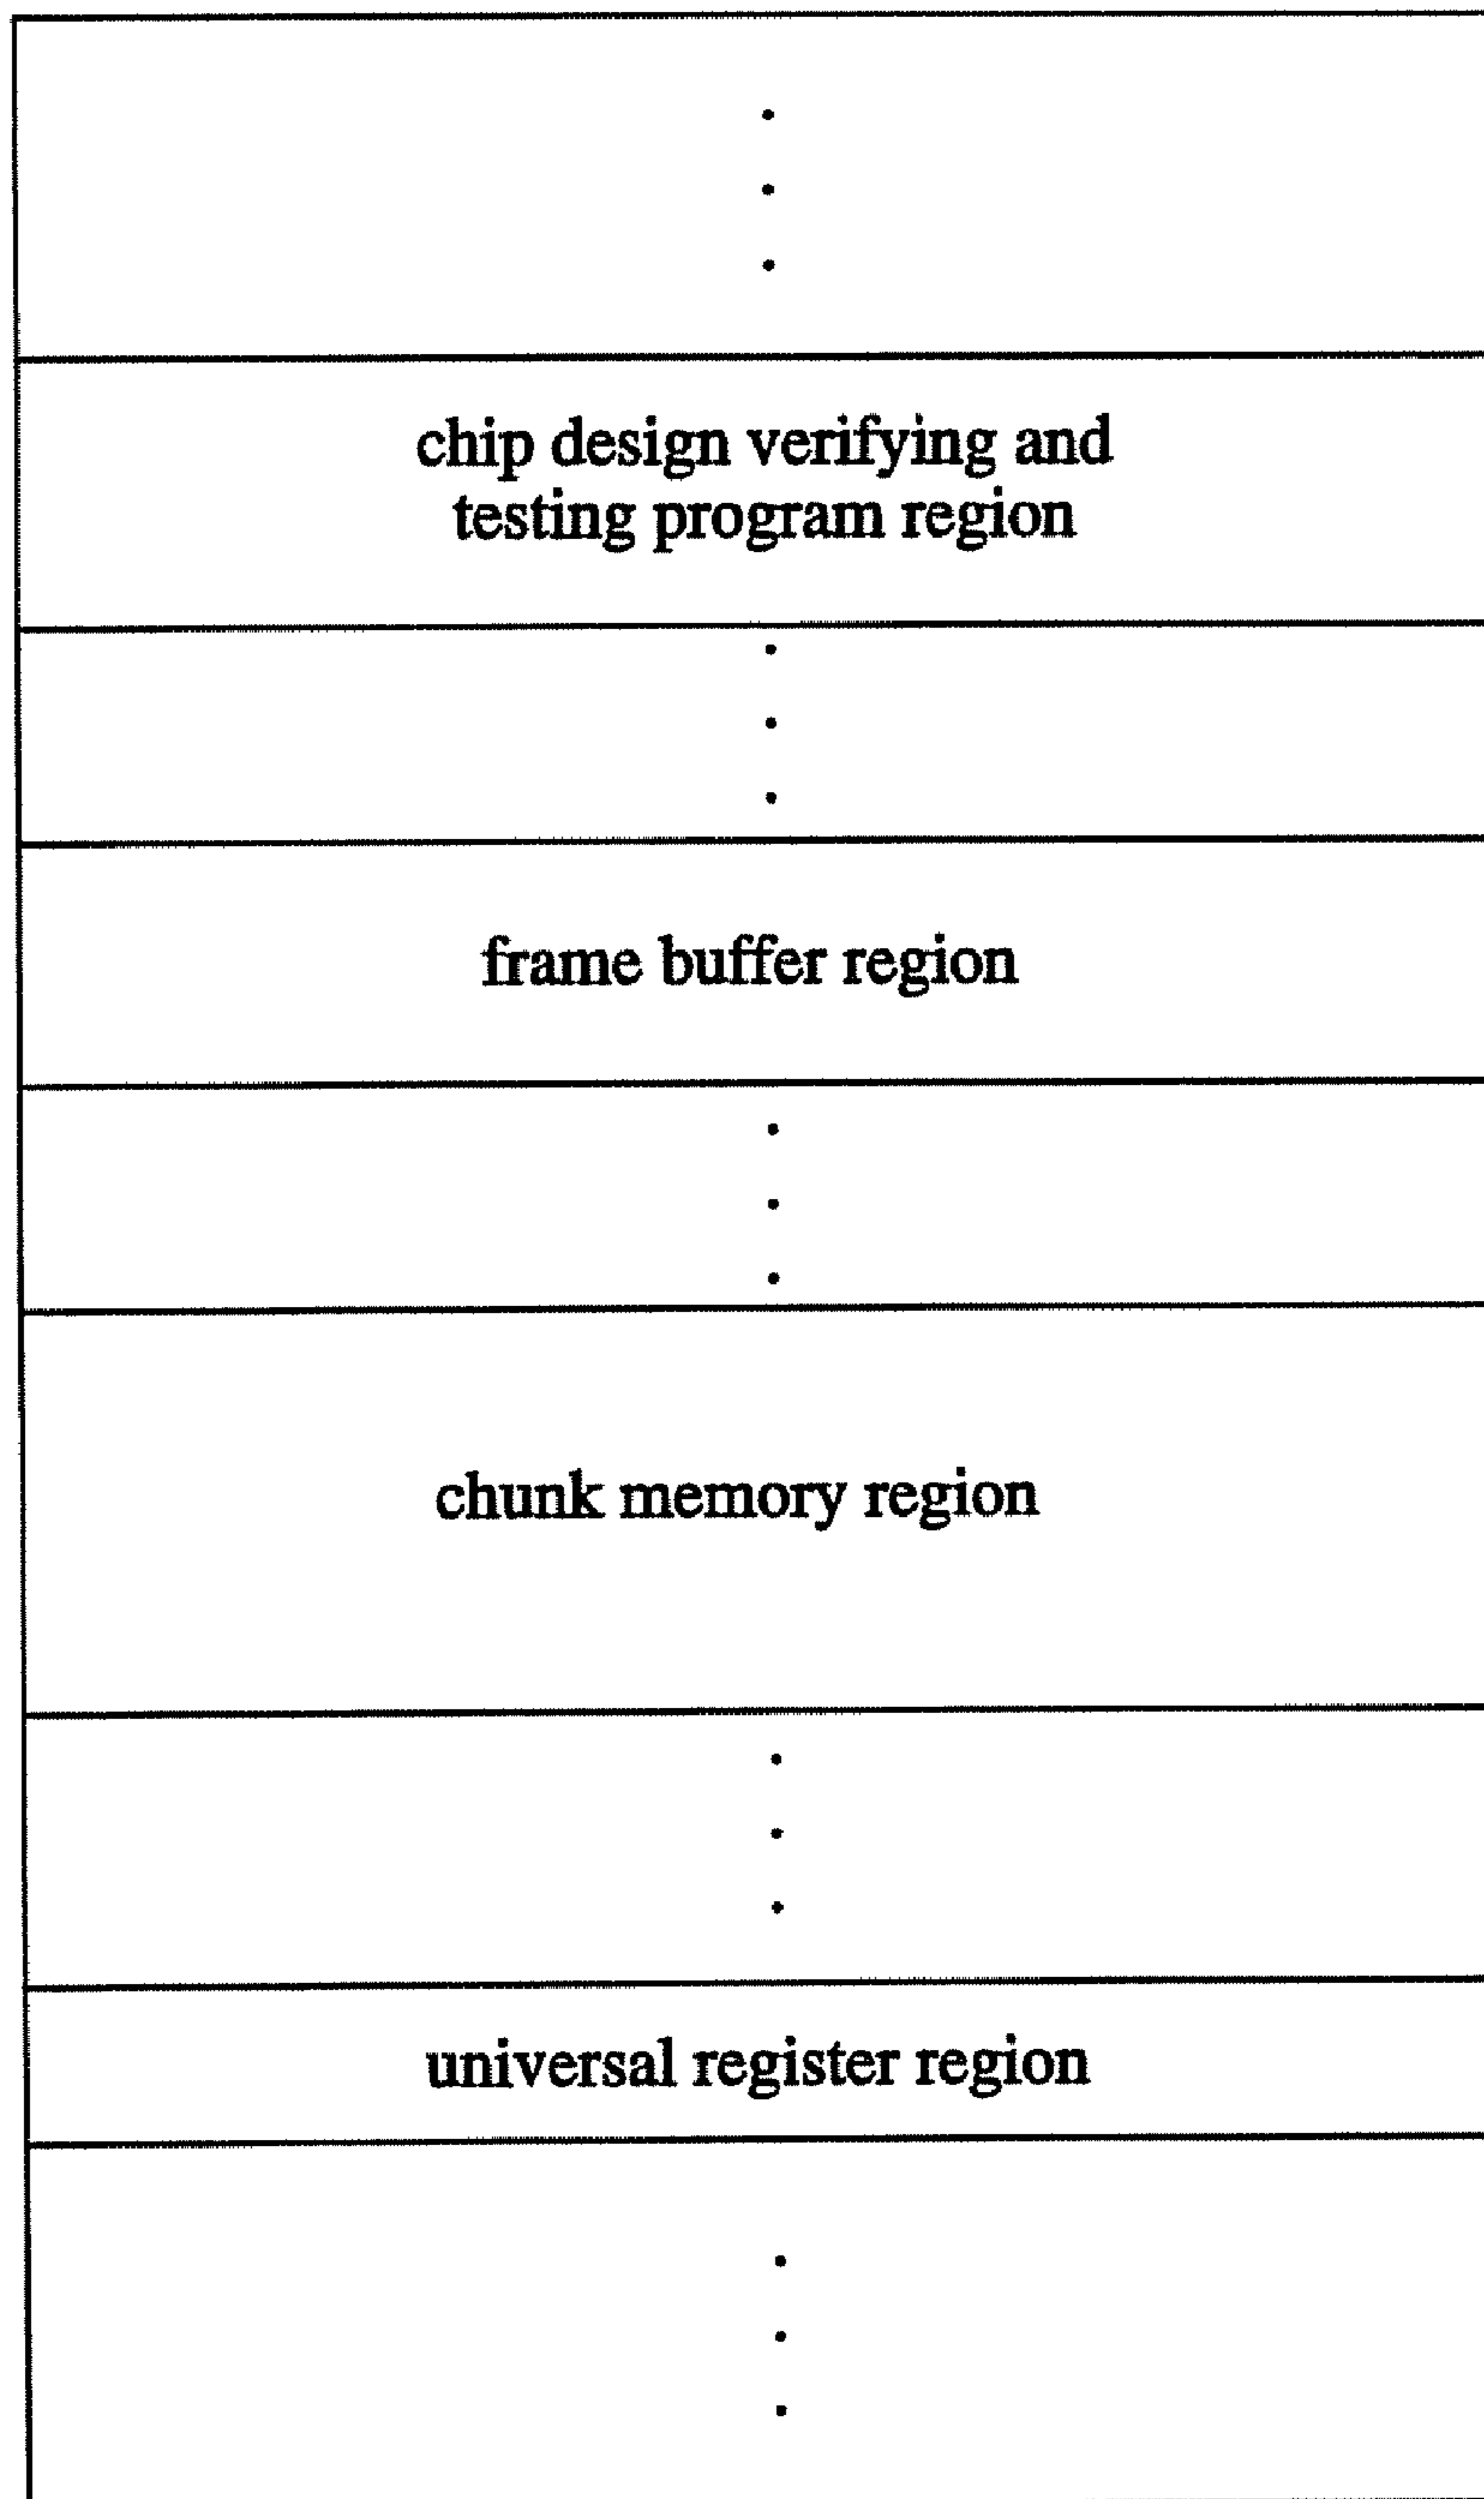 chip design verifying and
testing program region
frame buffer region
chunk memory region
universal register region